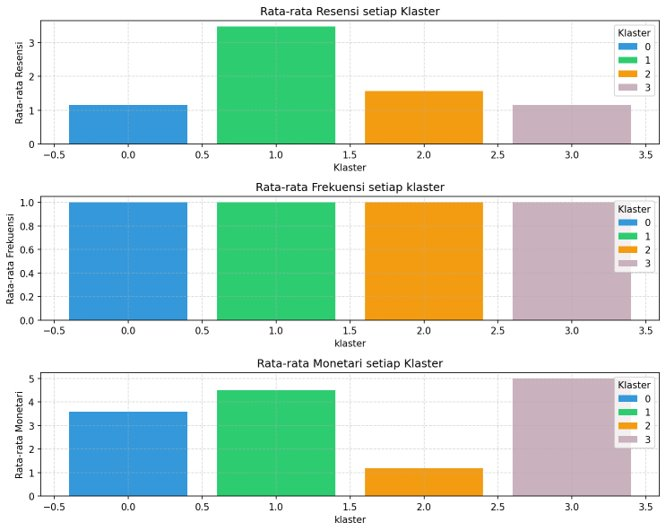 Rata-rata Resensi setiap Klaster
Rata-rata Resensi
3
2
1
0
Klaster
0
1
2
3
−0.5 0.0 0.5 1.0 1.5 2.0 2.5 3.0 3.5
Klaster
Rata-rata Frekuensi setiap klaster
Rata-rata Frekuensi
1.0
0.8
0.6
0.4
0.2
0.0
Klaster
0
1
2
3
−0.5 0.0 0.5 1.0 1.5 2.0 2.5 3.0 3.5
klaster
Rata-rata Monetari setiap Klaster
Rata-rata Monetari
5
4
3
2
1
0
Klaster
0
1
2
3
−0.5 0.0 0.5 1.0 1.5 2.0 2.5 3.0 3.5
klaster